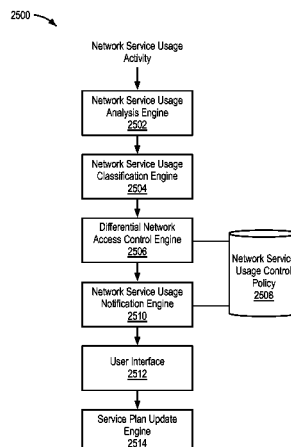 2500
Network Service Usage
Activity
Network Service Usage
Analysis Engine
2502
Network Service Usage
Classification Engine
2504
Differential Network
Access Control Engine
2506
Network Service
Usage Control
Policy
2508
Network Service Usage
Notification Engine
2510
User Interface
2512
Service Plan Update
Engine
2514